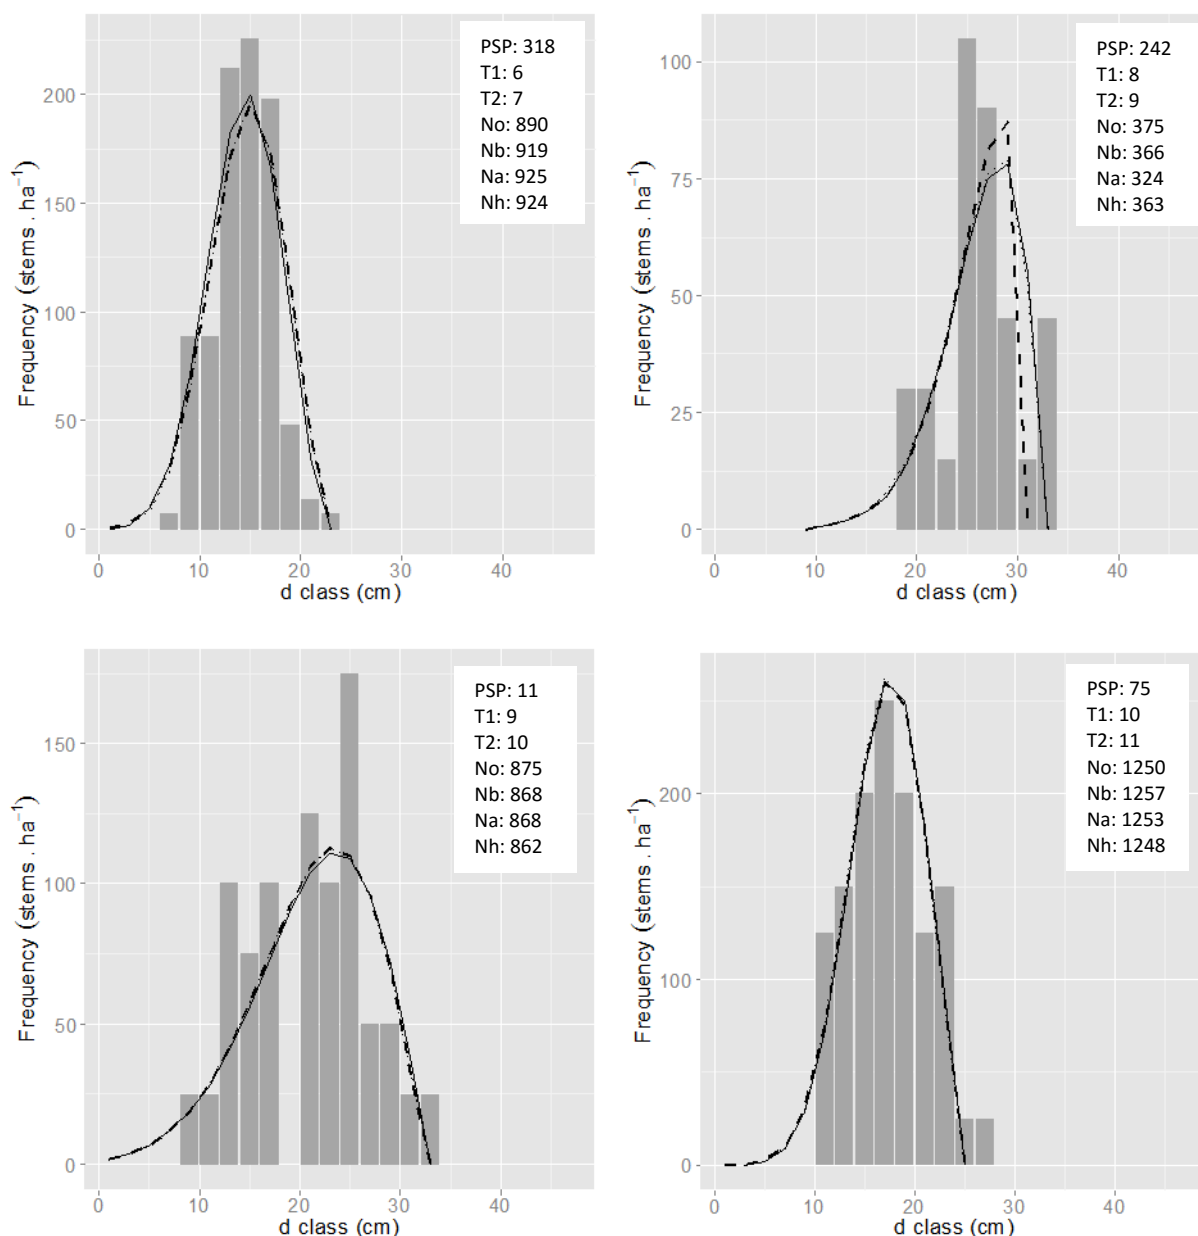 PSP: 318
T1: 6
T2: 7
No: 890
Nb: 919
Na: 925
Nh: 924
200
150
100
50
0
Frequency (stems . ha⁻¹)
0 10 20 30 40
d class (cm)
PSP: 242
T1: 8
T2: 9
No: 375
Nb: 366
Na: 324
Nh: 363
100
75
50
25
0
Frequency (stems . ha⁻¹)
0 10 20 30 40
d class (cm)
PSP: 11
T1: 9
T2: 10
No: 875
Nb: 868
Na: 868
Nh: 862
150
100
50
0
Frequency (stems . ha⁻¹)
0 10 20 30 40
d class (cm)
PSP: 75
T1: 10
T2: 11
No: 1250
Nb: 1257
Na: 1253
Nh: 1248
200
100
0
Frequency (stems . ha⁻¹)
0 10 20 30 40
d class (cm)